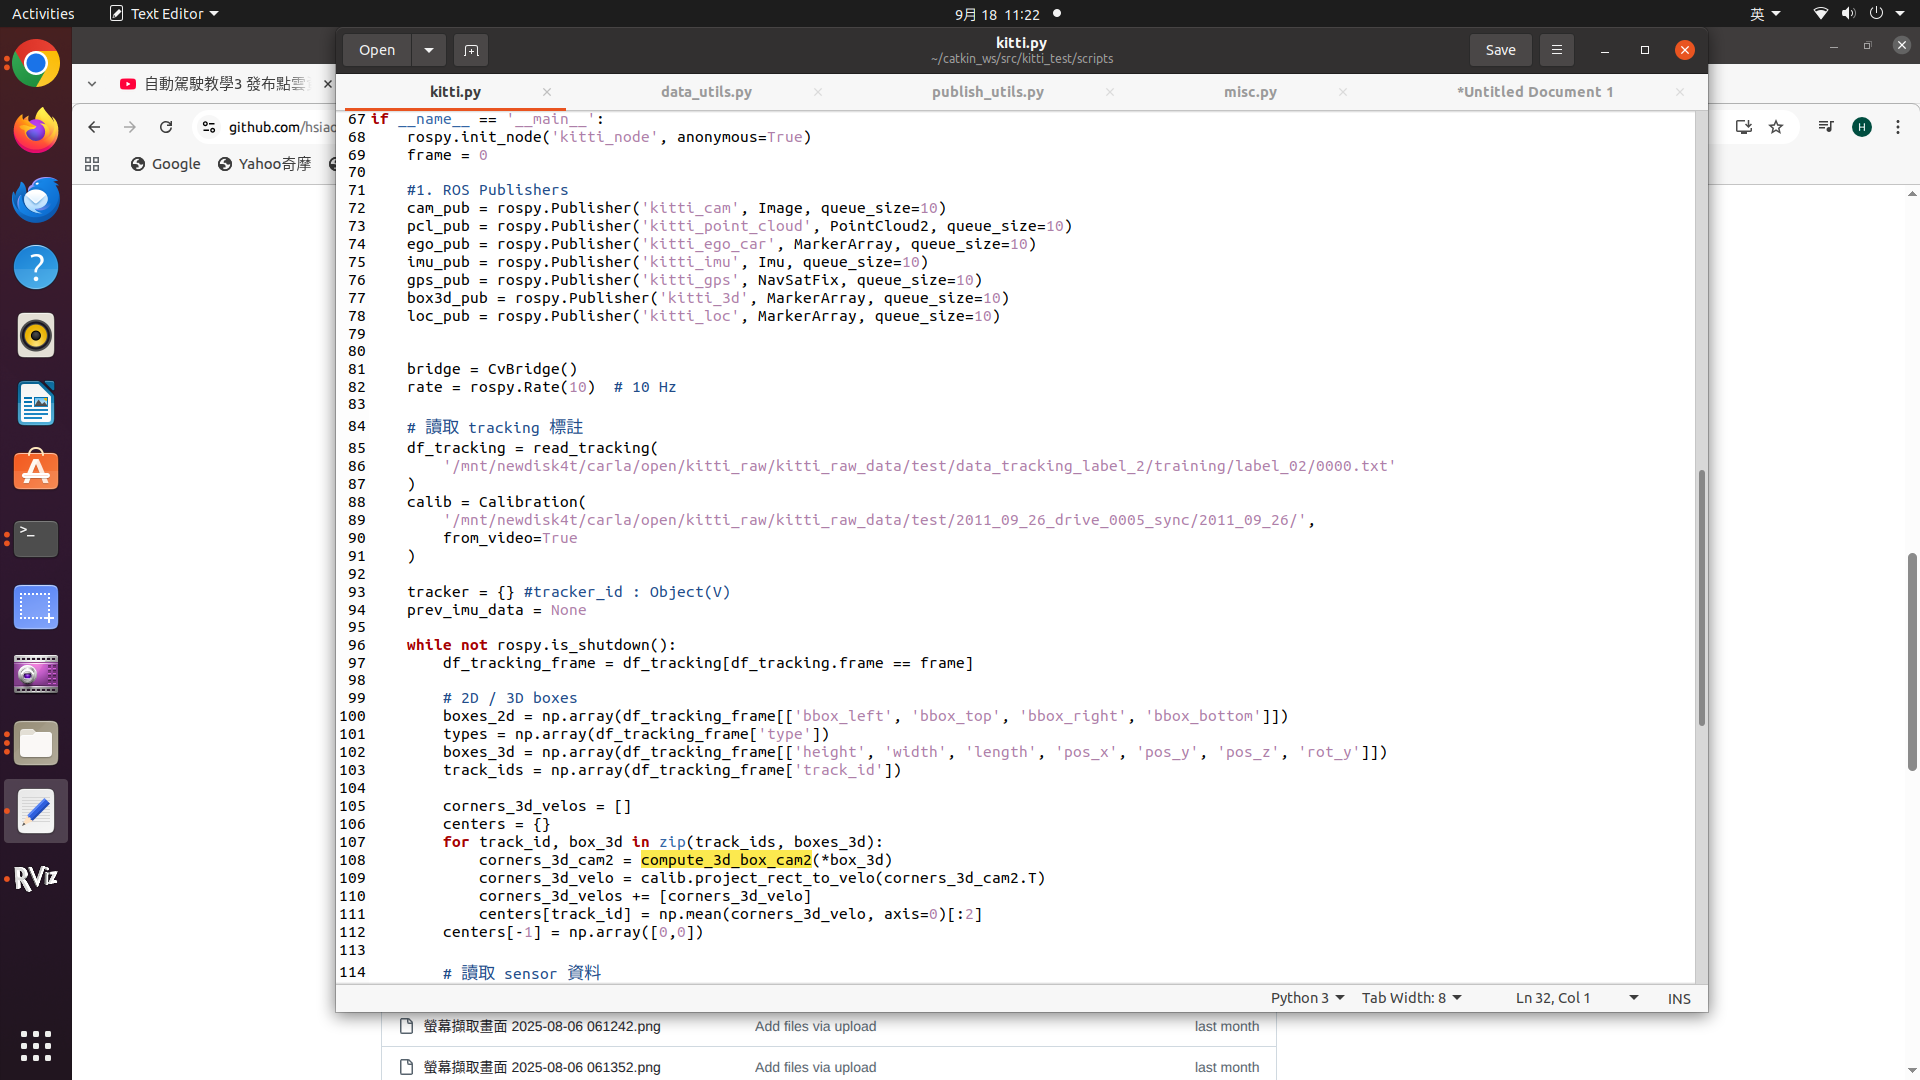 Activities
Text Editor
9月 18 11:22
英
自動駕駛教學3 發布點雲
github.com/hsiao
Google
Yahoo奇摩
H
Open
kitti.py
~/catkin_ws/src/kitti_test/scripts
Save
kitti.py
data_utils.py
publish_utils.py
misc.py
*Untitled Document 1
67 if __name__ == '__main__':
68     rospy.init_node('kitti_node', anonymous=True)
69     frame = 0
70
71     #1. ROS Publishers
72     cam_pub = rospy.Publisher('kitti_cam', Image, queue_size=10)
73     pcl_pub = rospy.Publisher('kitti_point_cloud', PointCloud2, queue_size=10)
74     ego_pub = rospy.Publisher('kitti_ego_car', MarkerArray, queue_size=10)
75     imu_pub = rospy.Publisher('kitti_imu', Imu, queue_size=10)
76     gps_pub = rospy.Publisher('kitti_gps', NavSatFix, queue_size=10)
77     box3d_pub = rospy.Publisher('kitti_3d', MarkerArray, queue_size=10)
78     loc_pub = rospy.Publisher('kitti_loc', MarkerArray, queue_size=10)
79
80
81     bridge = CvBridge()
82     rate = rospy.Rate(10)  # 10 Hz
83
84     # 讀取 tracking 標註
85     df_tracking = read_tracking(
86         '/mnt/newdisk4t/carla/open/kitti_raw/kitti_raw_data/test/data_tracking_label_2/training/label_02/0000.txt'
87     )
88     calib = Calibration(
89         '/mnt/newdisk4t/carla/open/kitti_raw/kitti_raw_data/test/2011_09_26_drive_0005_sync/2011_09_26/',
90         from_video=True
91     )
92
93     tracker = {} #tracker_id : Object(V)
94     prev_imu_data = None
95
96     while not rospy.is_shutdown():
97         df_tracking_frame = df_tracking[df_tracking.frame == frame]
98
99         # 2D / 3D boxes
100         boxes_2d = np.array(df_tracking_frame[['bbox_left', 'bbox_top', 'bbox_right', 'bbox_bottom']])
101         types = np.array(df_tracking_frame['type'])
102         boxes_3d = np.array(df_tracking_frame[['height', 'width', 'length', 'pos_x', 'pos_y', 'pos_z', 'rot_y']])
103         track_ids = np.array(df_tracking_frame['track_id'])
104
105         corners_3d_velos = []
106         centers = {}
107         for track_id, box_3d in zip(track_ids, boxes_3d):
108             corners_3d_cam2 = compute_3d_box_cam2(*box_3d)
109             corners_3d_velo = calib.project_rect_to_velo(corners_3d_cam2.T)
110             corners_3d_velos += [corners_3d_velo]
111             centers[track_id] = np.mean(corners_3d_velo, axis=0)[:2]
112         centers[-1] = np.array([0,0])
113
114         # 讀取 sensor 資料
Python 3
Tab Width: 8
Ln 32, Col 1
INS
RViz
螢幕擷取畫面 2025-08-06 061242.png
Add files via upload
last month
螢幕擷取畫面 2025-08-06 061352.png
Add files via upload
last month